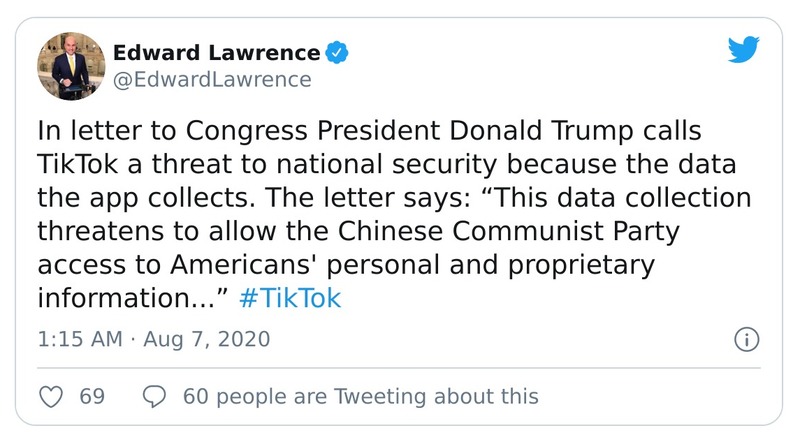 Edward Lawrence
@EdwardLawrence
In letter to Congress President Donald Trump calls
TikTok a threat to national security because the data
the app collects. The letter says: “This data collection
threatens to allow the Chinese Communist Party
access to Americans' personal and proprietary
information...” #TikTok
1:15 AM · Aug 7, 2020
69 60 people are Tweeting about this